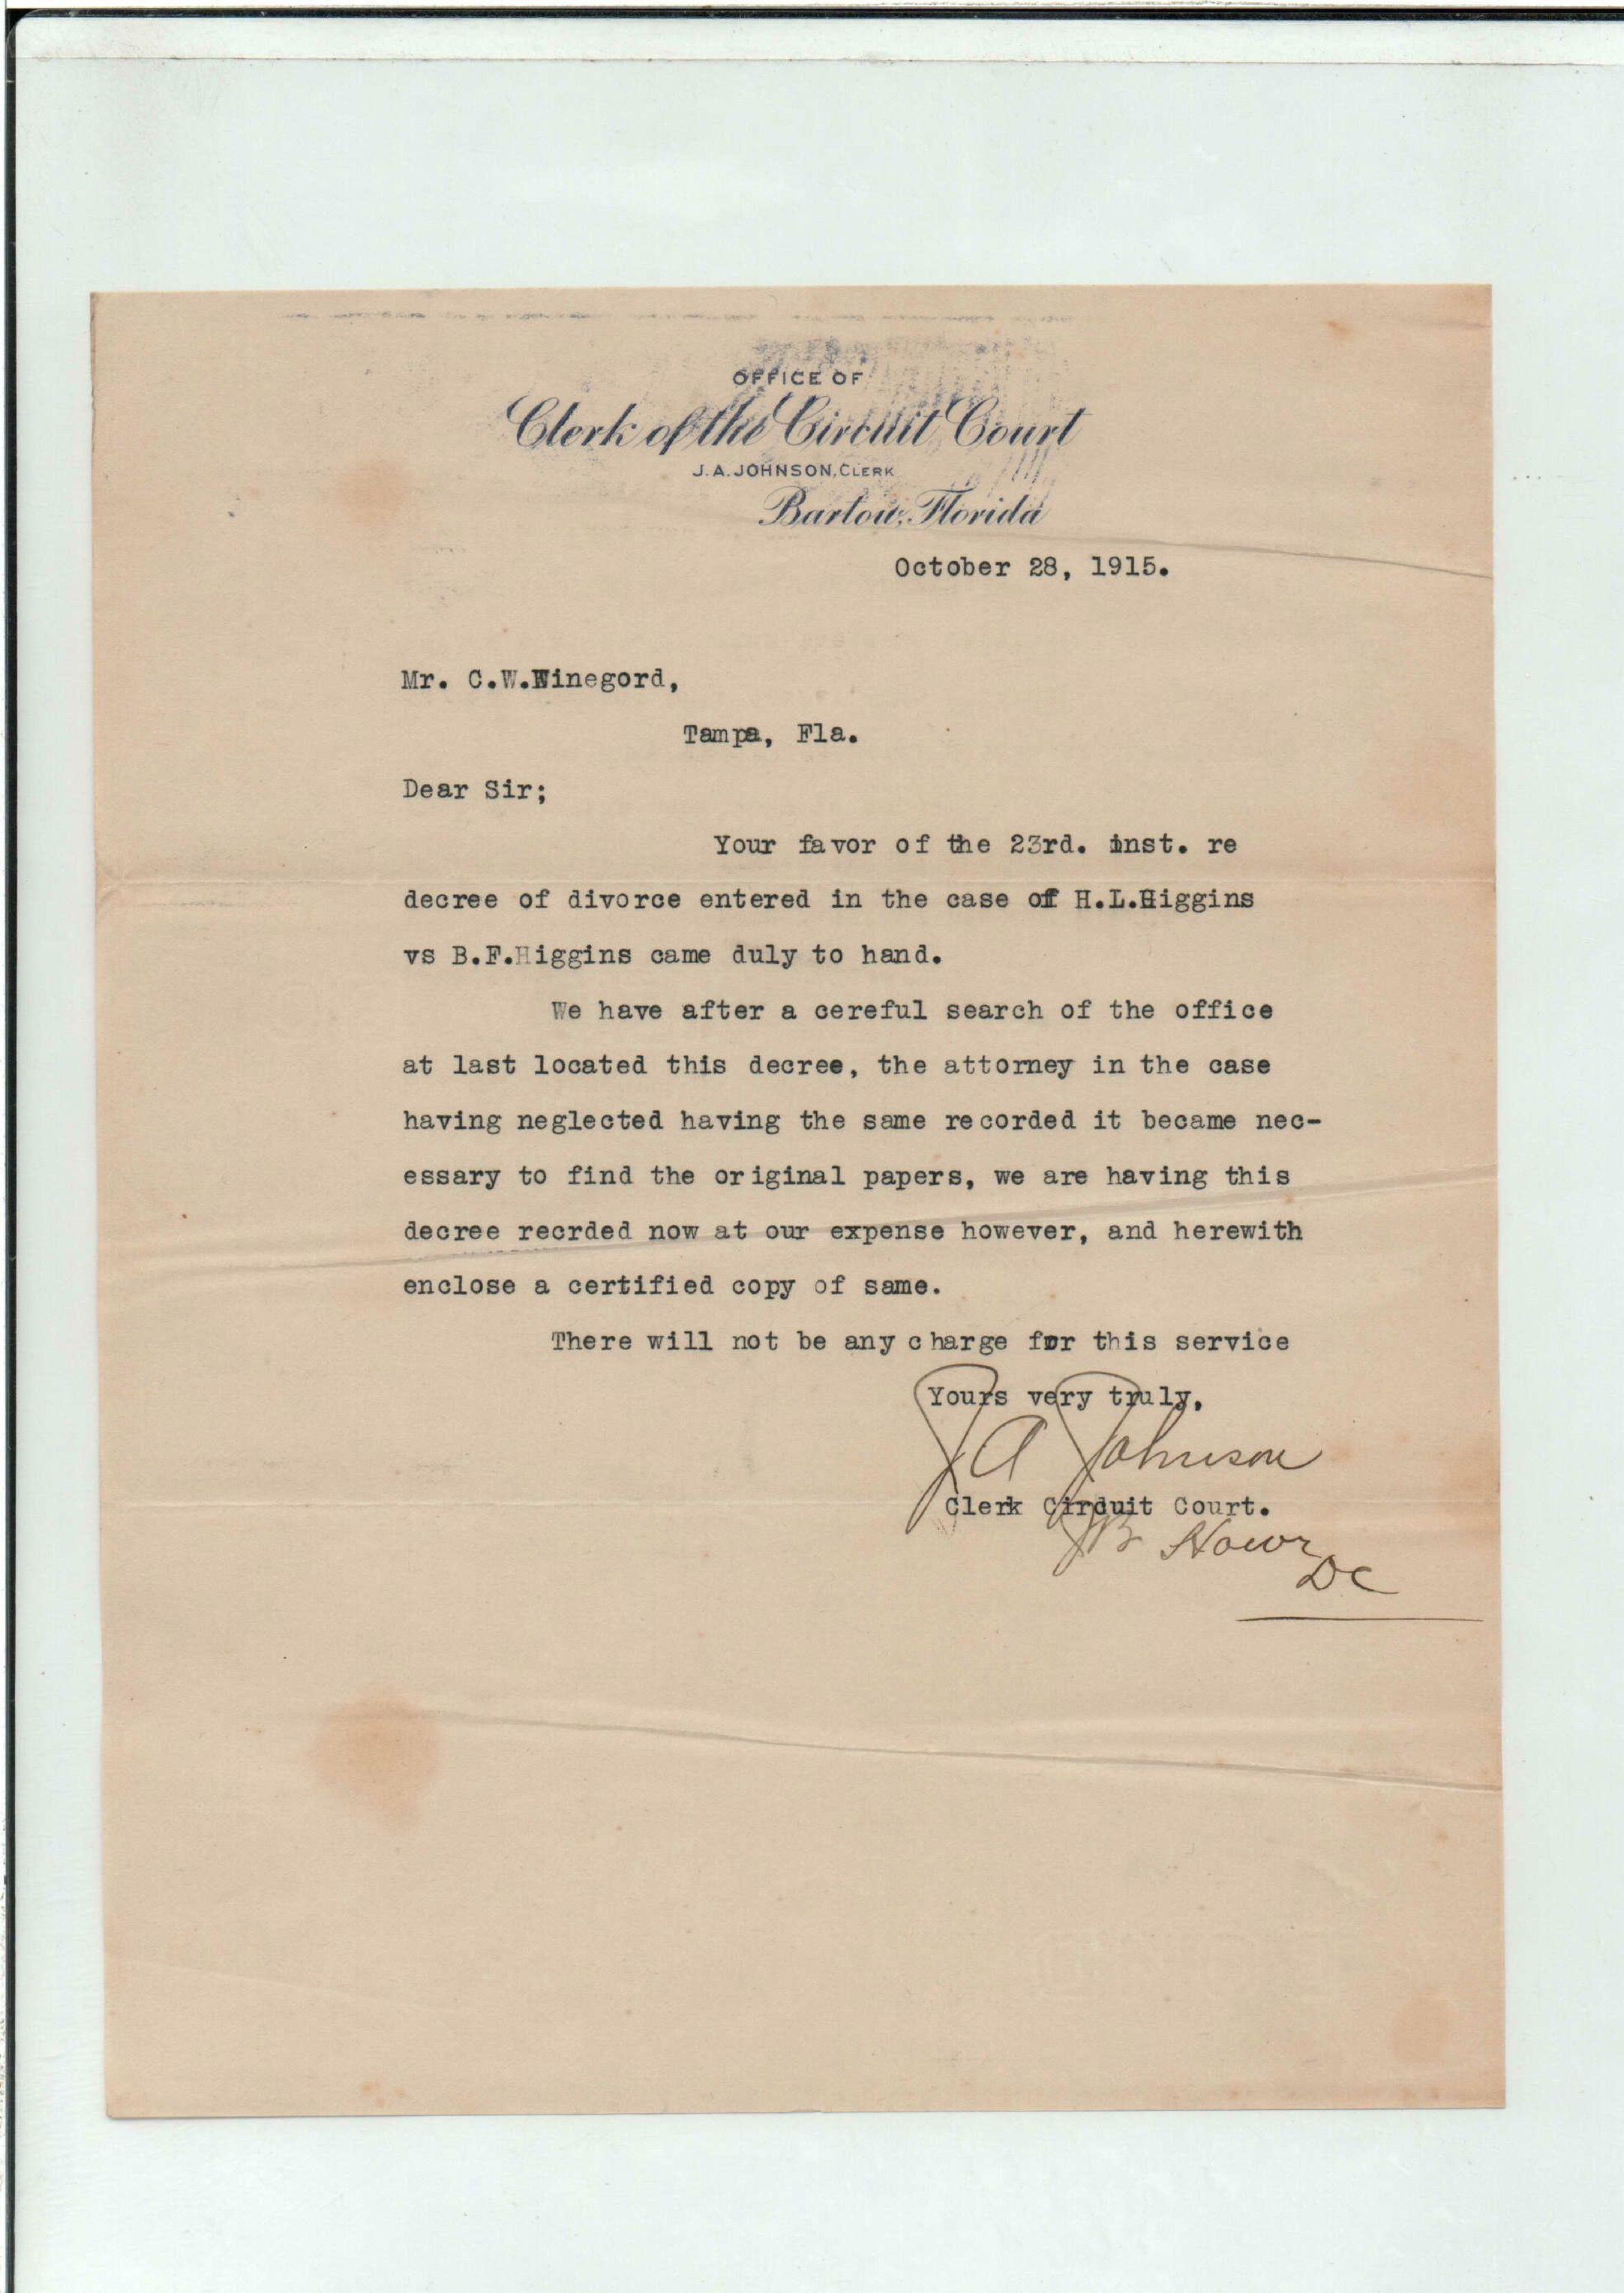 OFFICE OF
Clerk of the Circuit Court
J. A. JOHNSON, CLERK
Bartow, Florida
October 28, 1915.
Mr. C.W.Winegord,
Tampa, Fla.
Dear Sir;
Your favor of the 23rd. inst. re
decree of divorce entered in the case of H.L.Higgins
vs B.F.Higgins came duly to hand.
We have after a cereful search of the office
at last located this decree, the attorney in the case
having neglected having the same recorded it became nec-
essary to find the original papers, we are having this
decree recrded now at our expense however, and herewith
enclose a certified copy of same.
There will not be any charge for this service
Yours very truly,
J A Johnson
Clerk Circuit Court.
DC